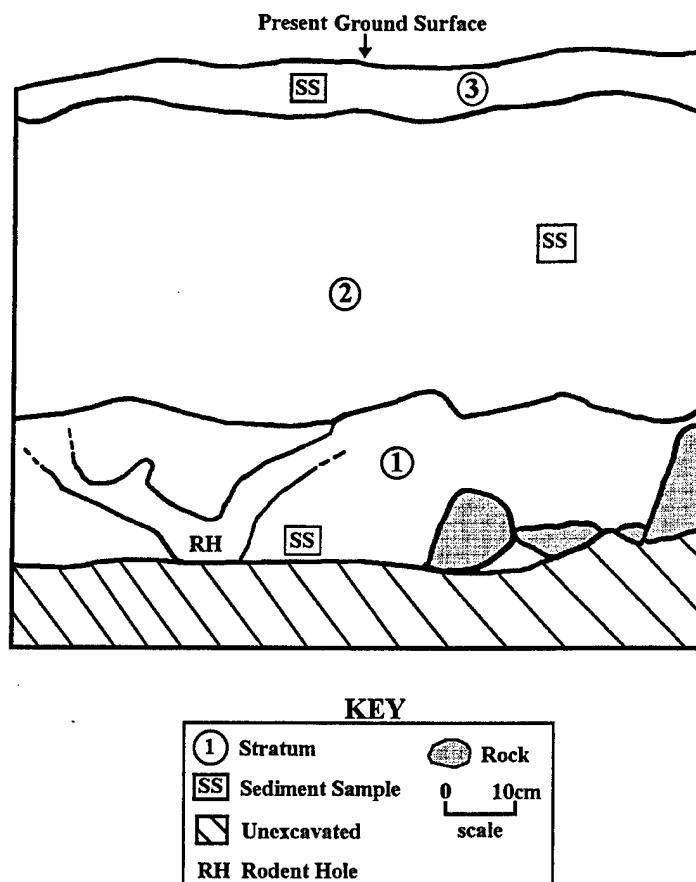 Present Ground Surface
SS
3
SS
2
1
RH
SS
KEY
1 Stratum
Rock
SS Sediment Sample
0 10cm
scale
Unexcavated
RH Rodent Hole